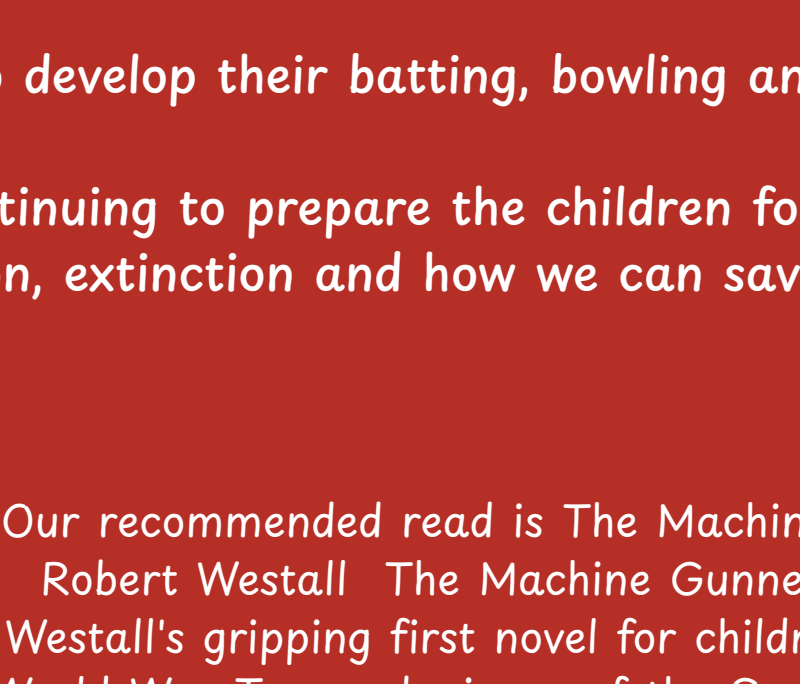 develop their batting, bowling an
tinuing to prepare the children fo
n, extinction and how we can sav
Our recommended read is The Machin
Robert Westall The Machine Gunne
Westall's gripping first novel for childr